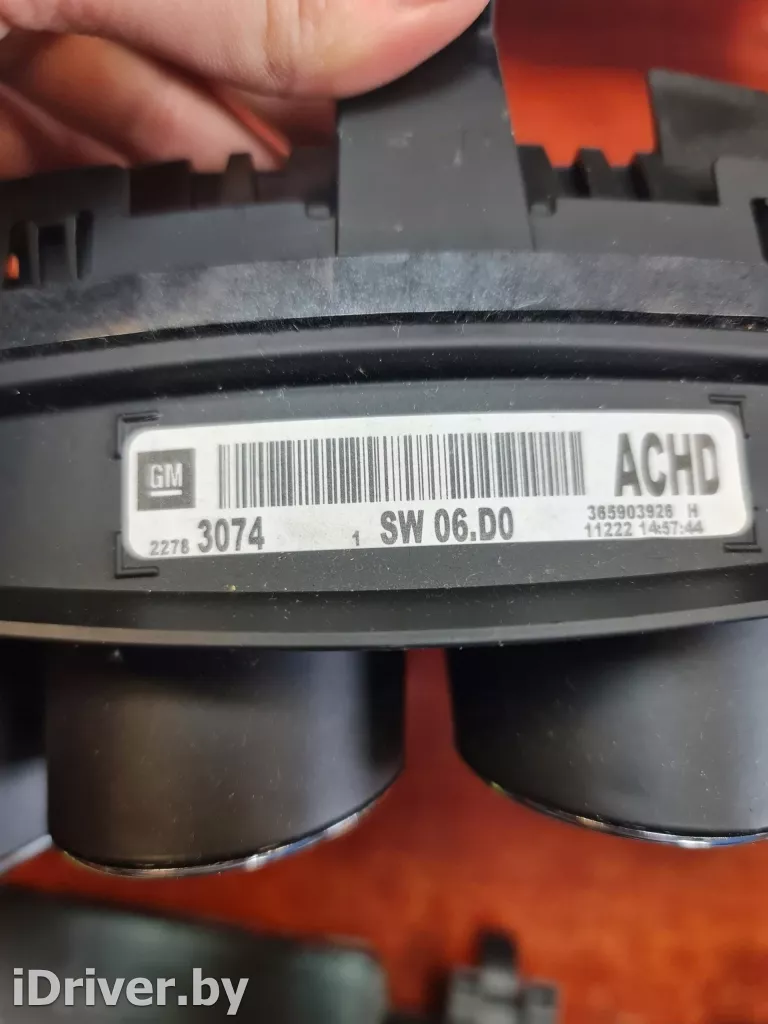 GM
ACHD
2278 3074 1 SW 06.D0
365903926 H
11222 14:57:44
iDriver.by